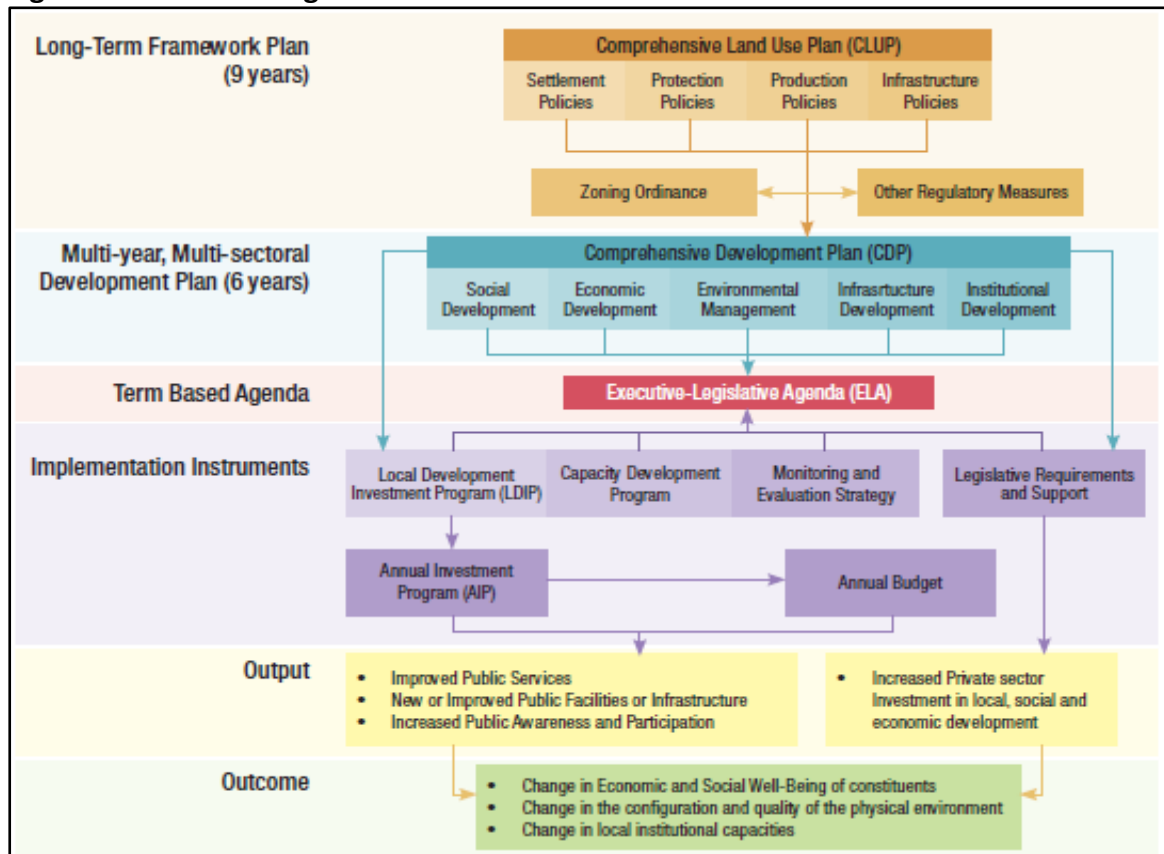 Long-Term Framework Plan
(9 years)
Comprehensive Land Use Plan (CLUP)
Settlement
Policies
Protection
Policies
Production
Policies
Infrastructure
Policies
Zoning Ordinance
Other Regulatory Measures
Multi-year, Multi-sectoral
Development Plan (6 years)
Comprehensive Development Plan (CDP)
Social
Development
Economic
Development
Environmental
Management
Infrasrtucture
Development
Institutional
Development
Term Based Agenda
Executive-Legislative Agenda (ELA)
Implementation Instruments
Local Development
Investment Program (LDIP)
Capacity Development
Program
Monitoring and
Evaluation Strategy
Legislative Requirements
and Support
Annual Investment
Program (AIP)
Annual Budget
Output
• Improved Public Services
• New or Improved Public Facilities or Infrastructure
• Increased Public Awareness and Participation
• Increased Private sector
Investment in local, social and
economic development
Outcome
• Change in Economic and Social Well-Being of constituents
• Change in the configuration and quality of the physical environment
• Change in local institutional capacities